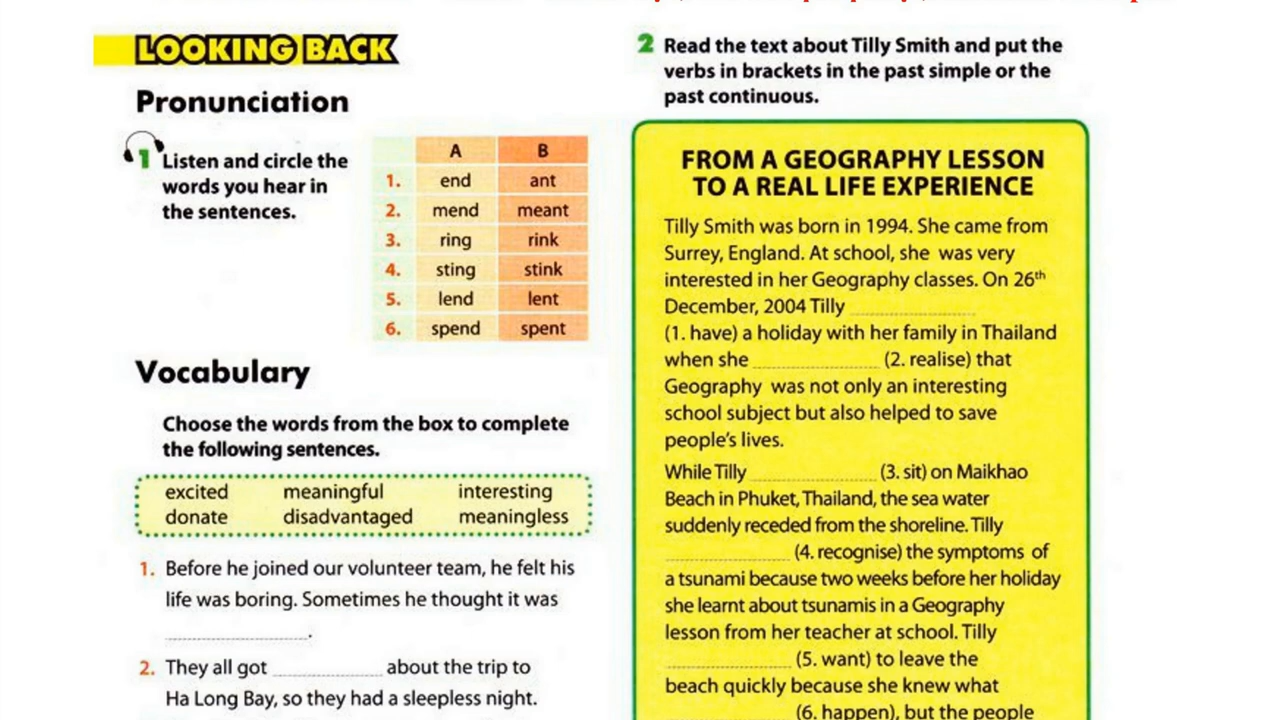 LOOKING BACK
Pronunciation
1 Listen and circle the
words you hear in
the sentences.
A B
1. end ant
2. mend meant
3. ring rink
4. sting stink
5. lend lent
6. spend spent
Vocabulary
Choose the words from the box to complete
the following sentences.
excited meaningful interesting
donate disadvantaged meaningless
1. Before he joined our volunteer team, he felt his
life was boring. Sometimes he thought it was
.
2. They all got about the trip to
Ha Long Bay, so they had a sleepless night.
2 Read the text about Tilly Smith and put the
verbs in brackets in the past simple or the
past continuous.
FROM A GEOGRAPHY LESSON
TO A REAL LIFE EXPERIENCE
Tilly Smith was born in 1994. She came from
Surrey, England. At school, she was very
interested in her Geography classes. On 26th
December, 2004 Tilly
(1. have) a holiday with her family in Thailand
when she (2. realise) that
Geography was not only an interesting
school subject but also helped to save
people's lives.
While Tilly (3. sit) on Maikhao
Beach in Phuket, Thailand, the sea water
suddenly receded from the shoreline. Tilly
(4. recognise) the symptoms of
a tsunami because two weeks before her holiday
she learnt about tsunamis in a Geography
lesson from her teacher at school. Tilly
(5. want) to leave the
beach quickly because she knew what
(6. happen), but the people